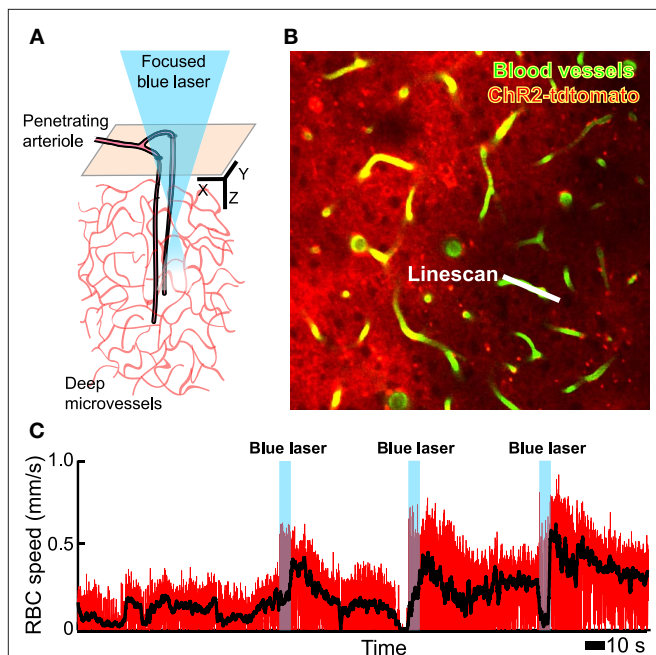 A
Focused
blue laser
Penetrating
arteriole
Y
X
Z
Deep
microvessels
B
Blood vessels
ChR2-tdtomato
Linescan
C
Blue laser
Blue laser
Blue laser
1.0
0.5
0
RBC speed (mm/s)
Time
10 s